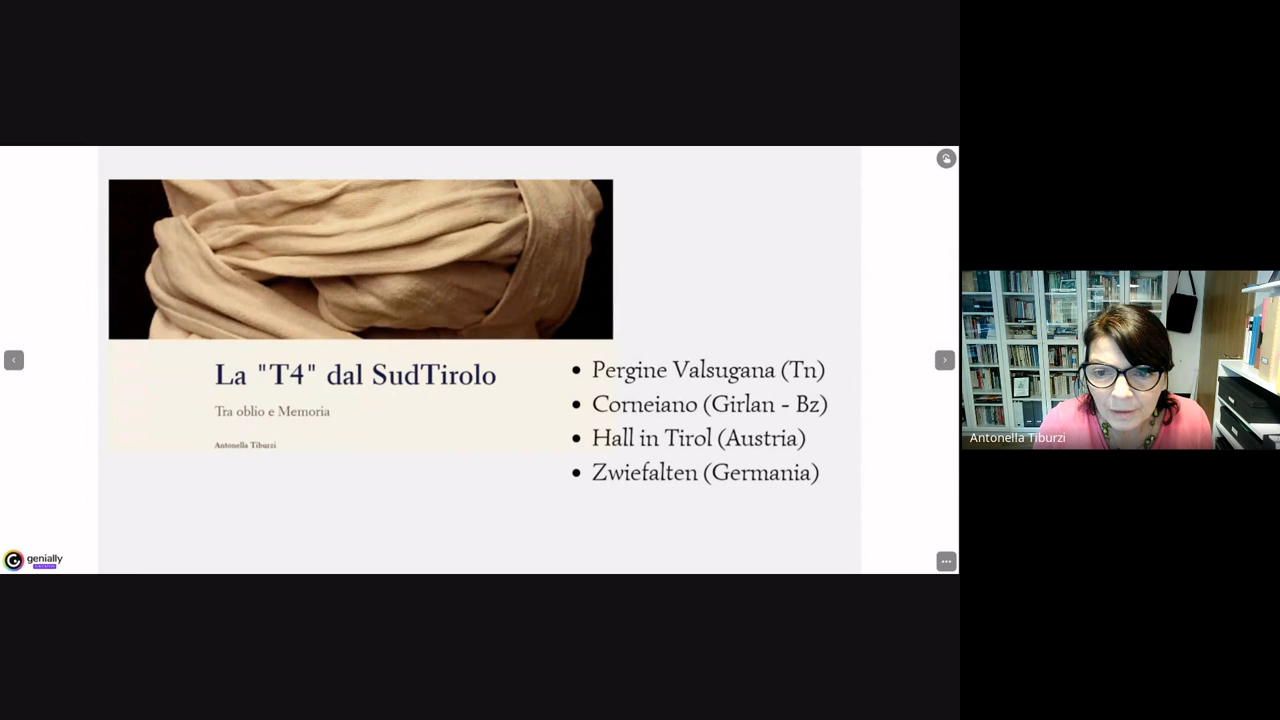 La "T4" dal SudTirolo
Tra oblio e Memoria
Antonella Tiburzi
• Pergine Valsugana (Tn)
• Corneiano (Girlan - Bz)
• Hall in Tirol (Austria)
• Zwiefalten (Germania)
genially
Antonella Tiburzi